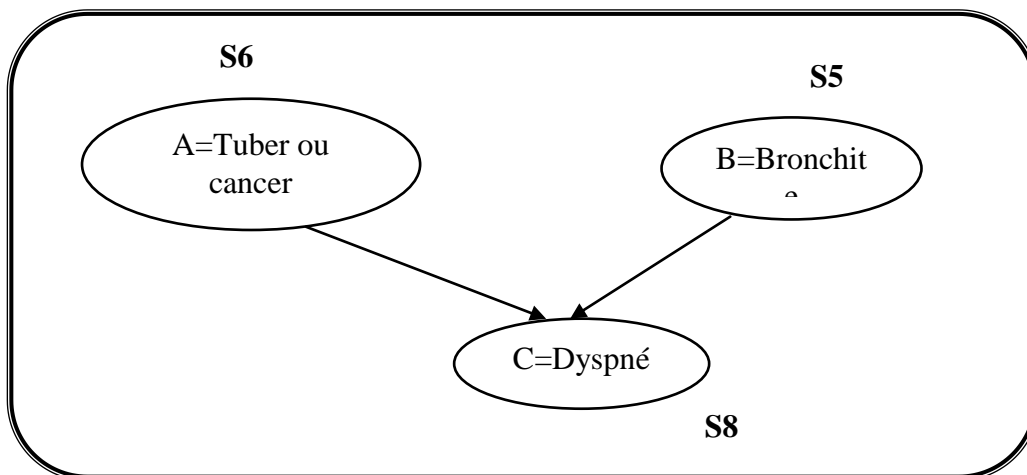 S6
S5
A=Tuber ou
cancer
B=Bronchit
e
C=Dyspné
S8